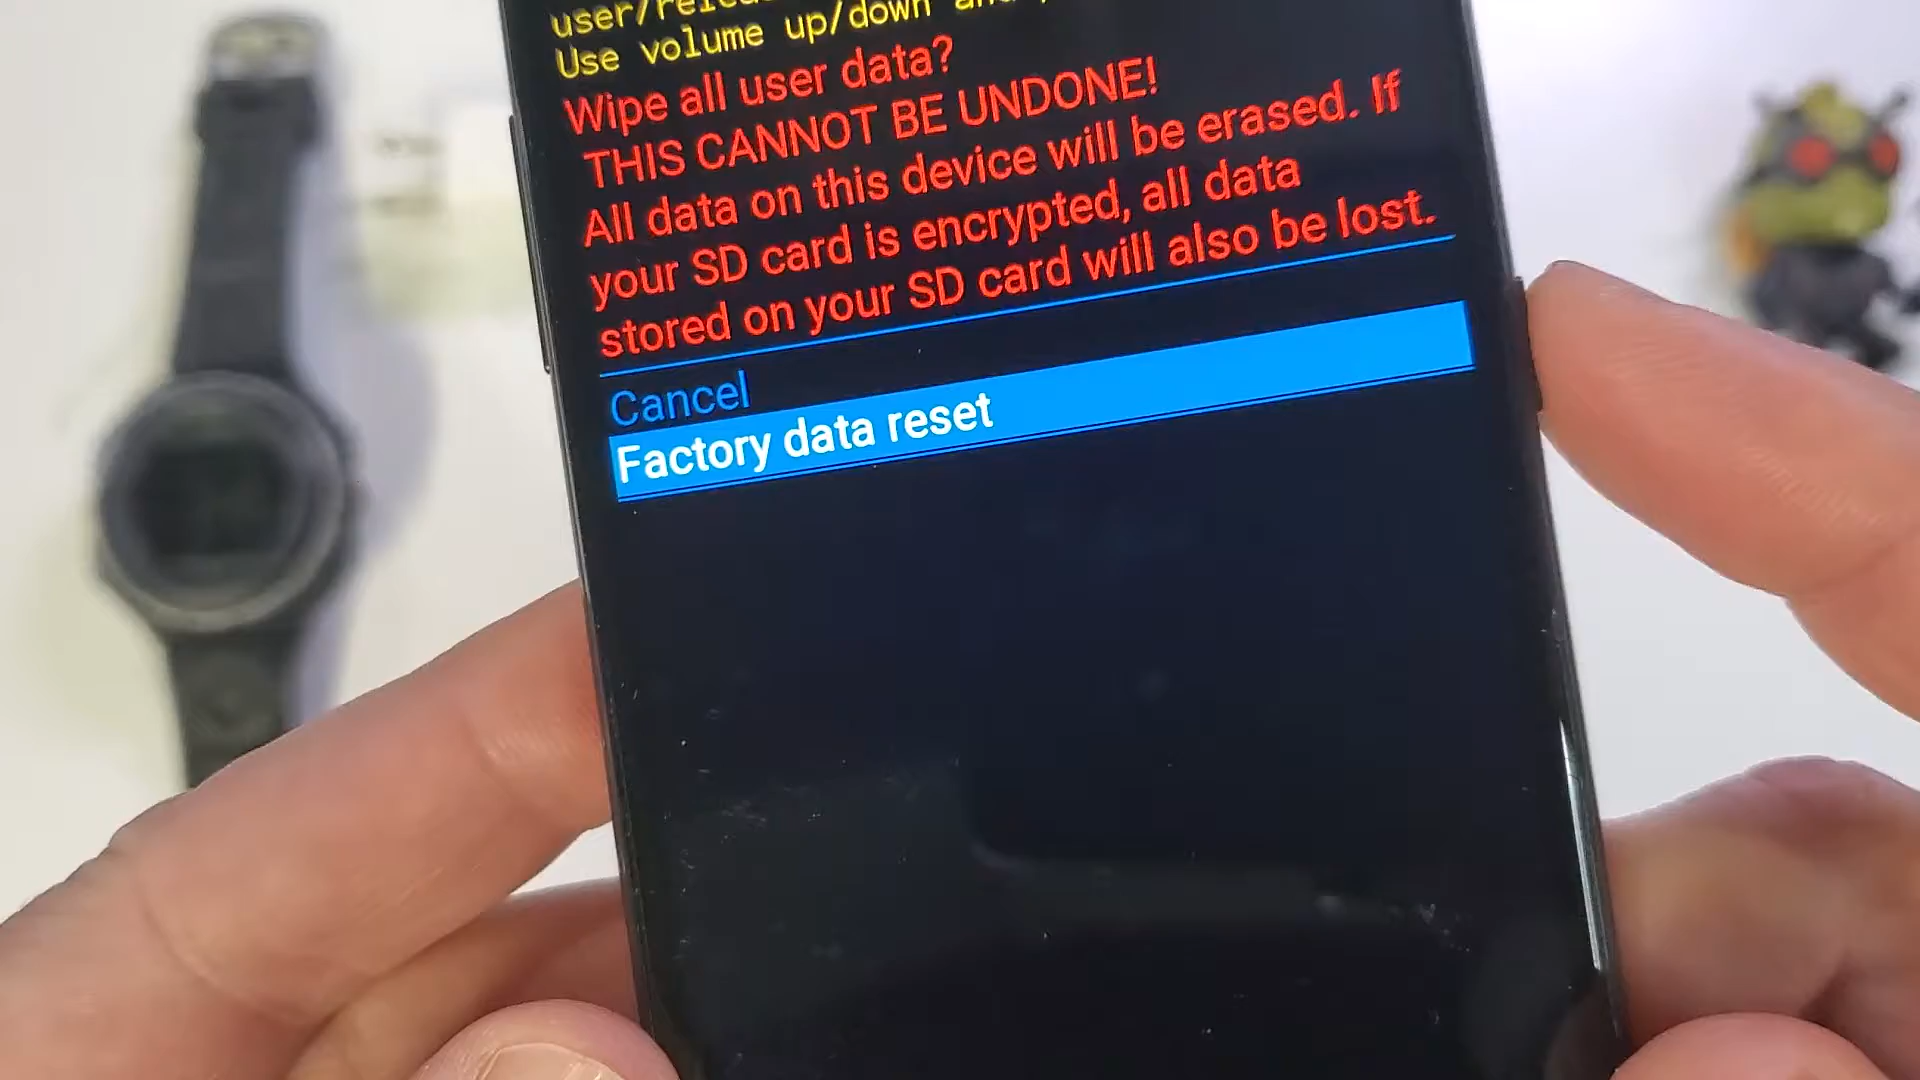 Use volume up/down
Wipe all user data?
THIS CANNOT BE UNDONE!
All data on this device will be erased. If
your SD card is encrypted, all data
stored on your SD card will also be lost.
Cancel
Factory data reset